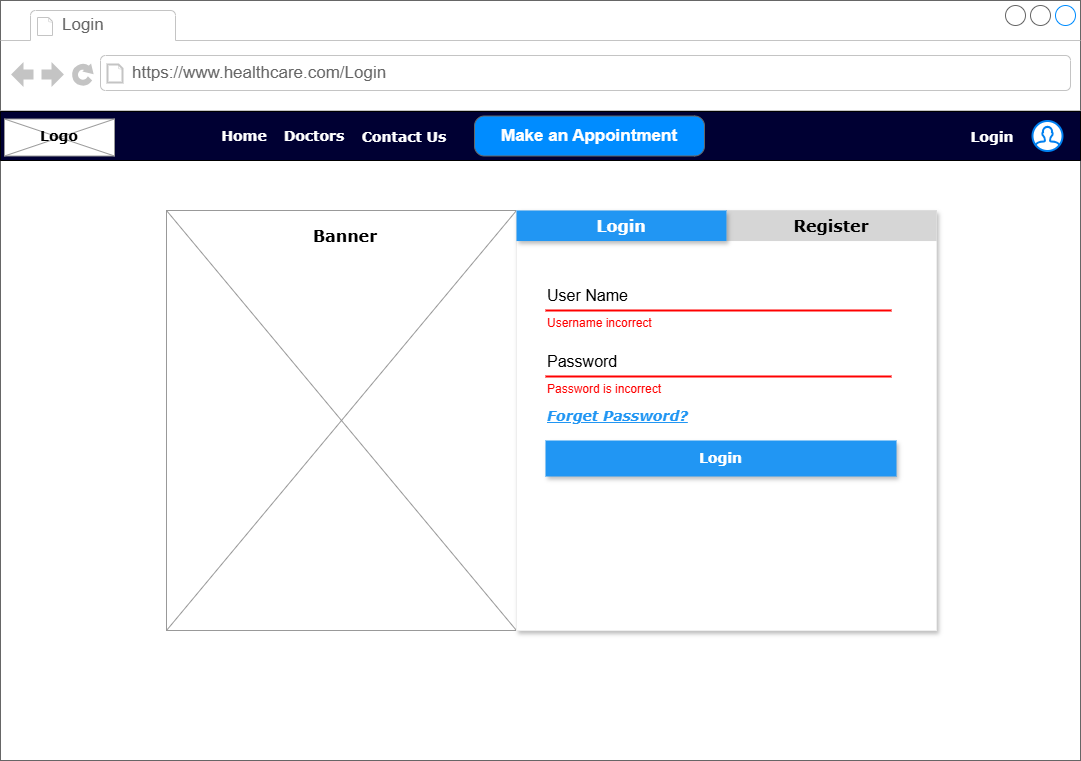 Login
https://www.healthcare.com/Login
Logo
Home Doctors Contact Us Make an Appointment Login
Banner
Login Register
User Name
Username incorrect
Password
Password is incorrect
Forget Password?
Login